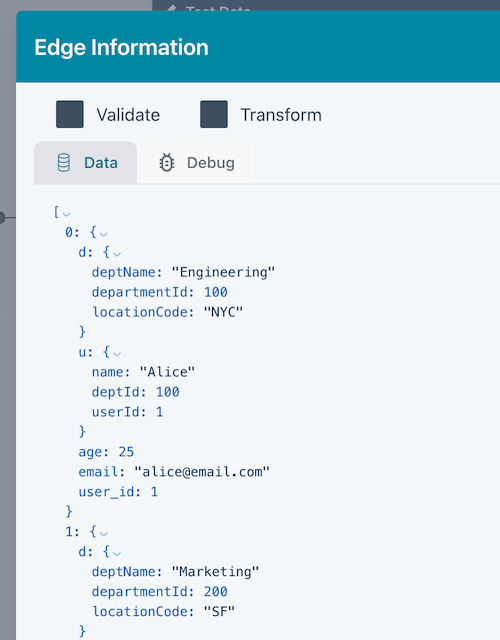 Test Data
Edge Information
Validate Transform
Data Debug
[
0: {
d: {
deptName: "Engineering"
departmentId: 100
locationCode: "NYC"
}
u: {
name: "Alice"
deptId: 100
userId: 1
}
age: 25
email: "alice@email.com"
user_id: 1
}
1: {
d: {
deptName: "Marketing"
departmentId: 200
locationCode: "SF"
}